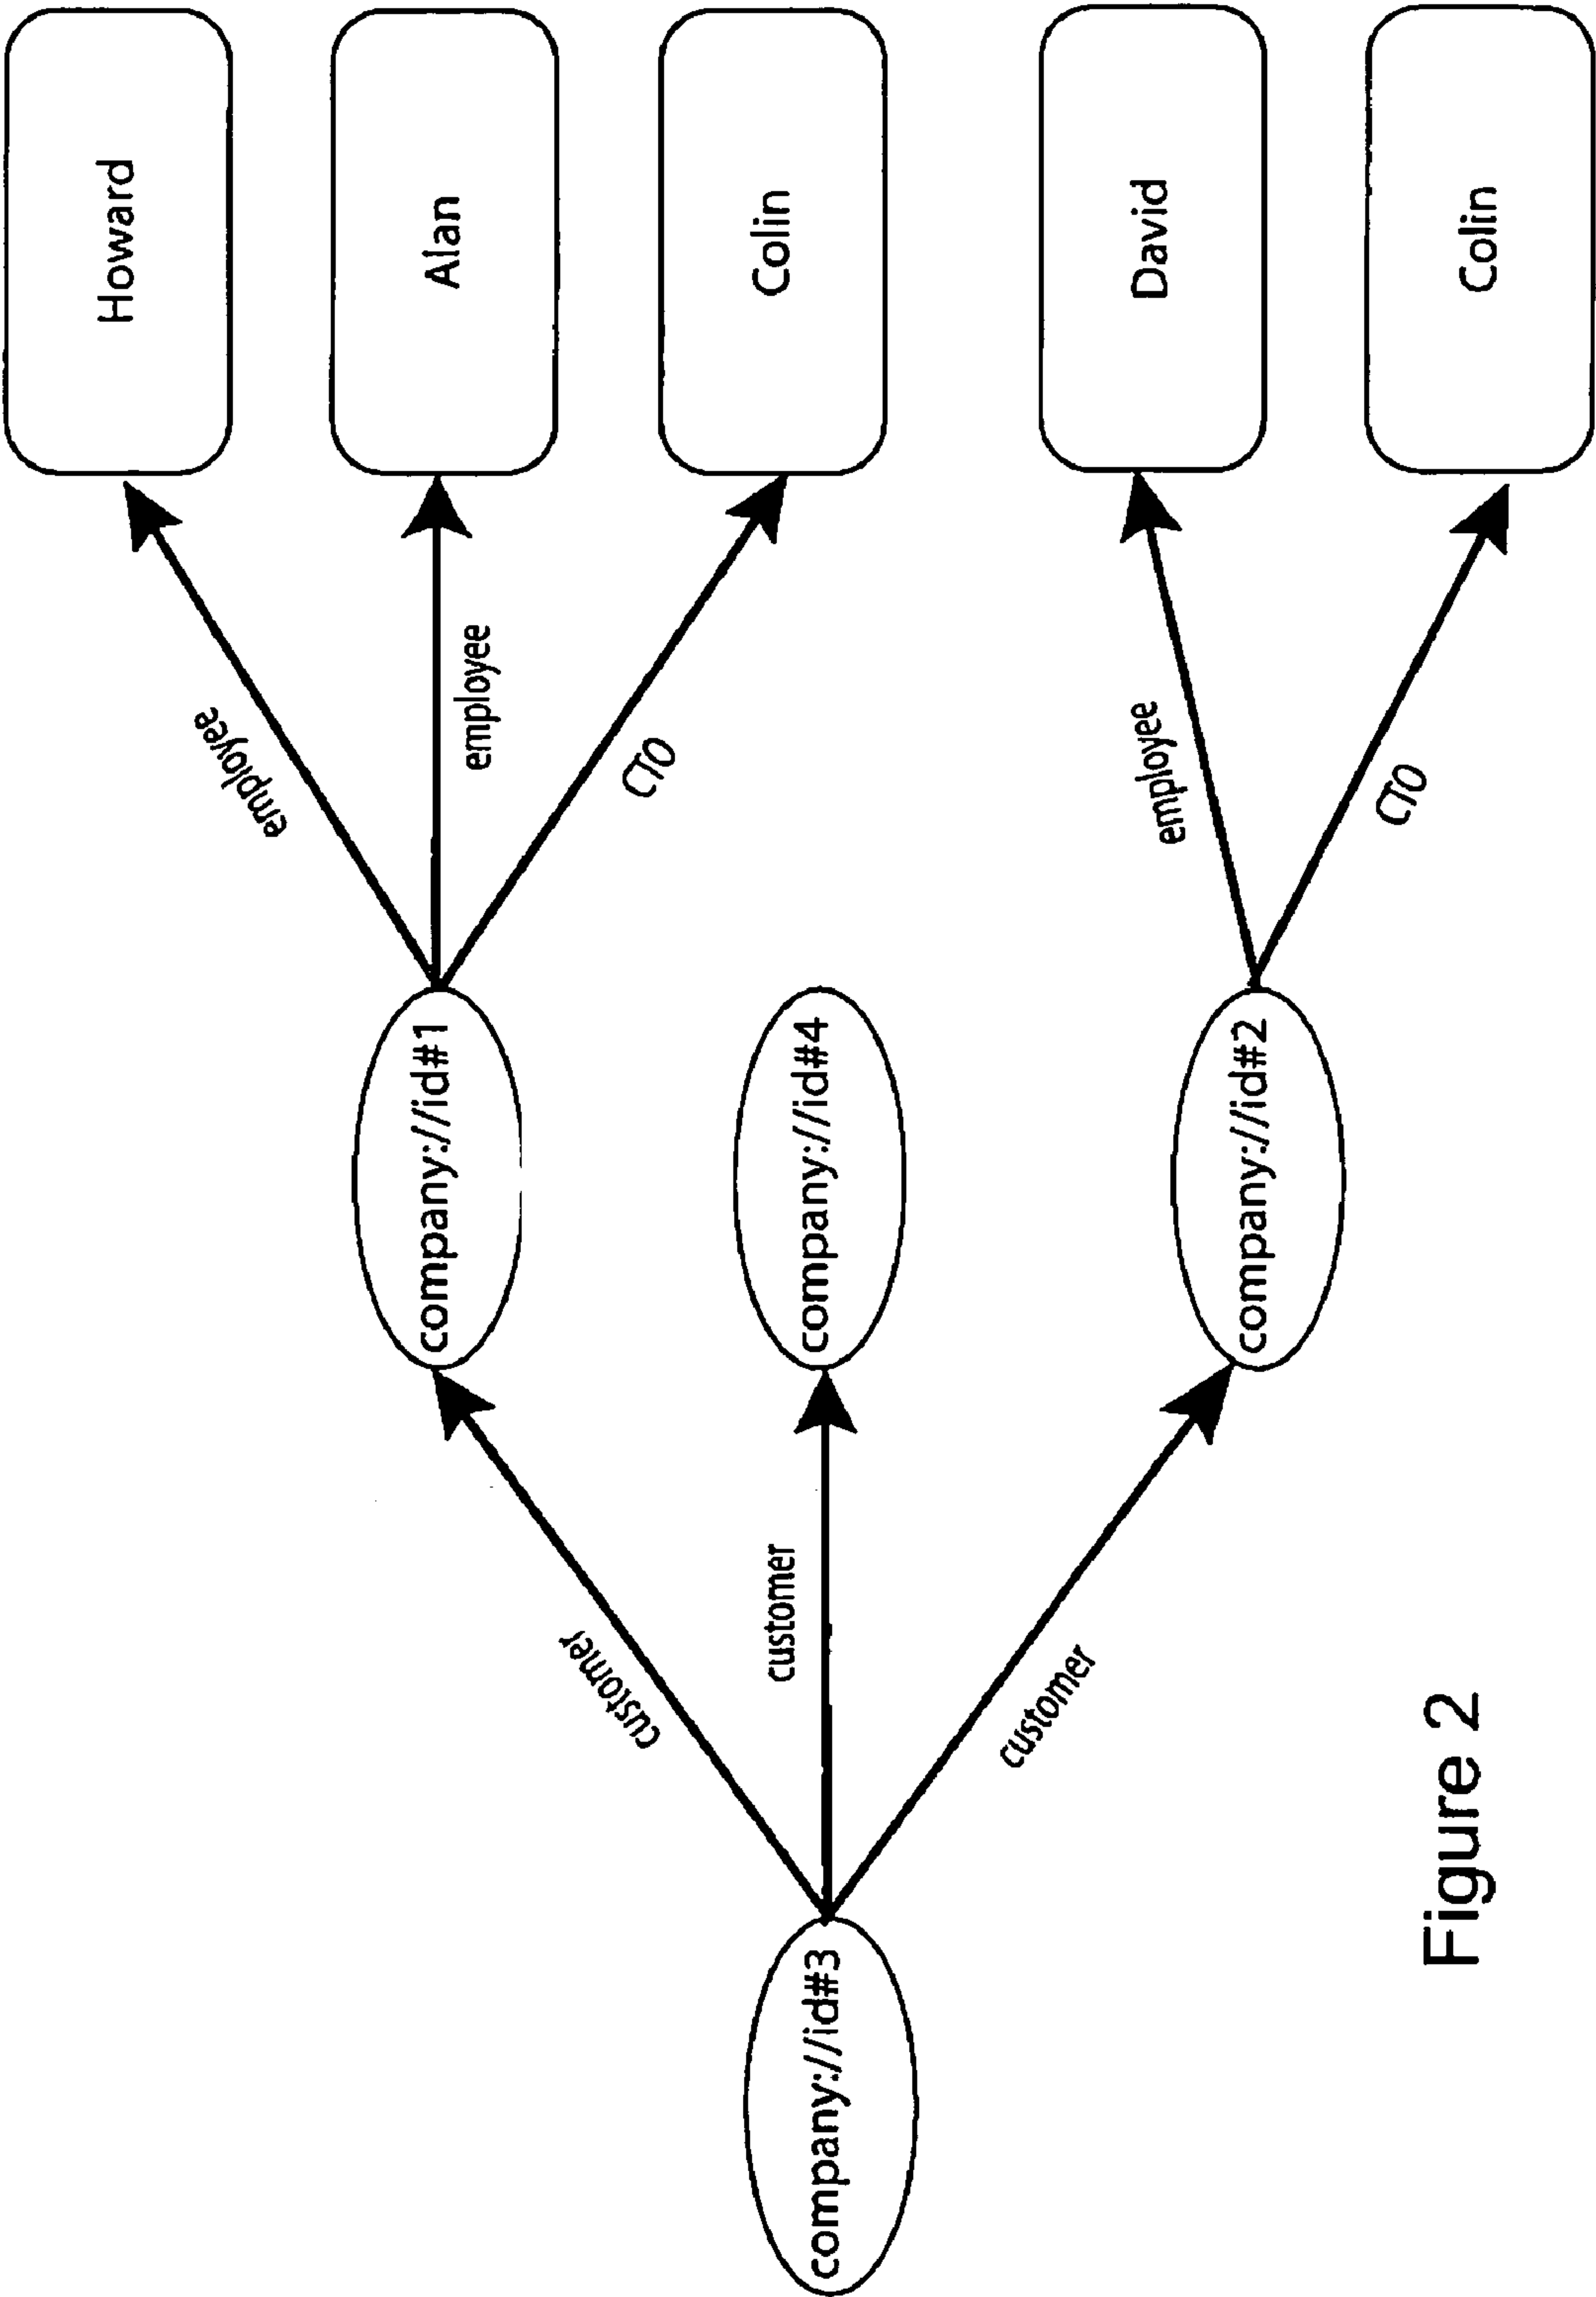 Howard
employee
Alan
employee
company://id#1
customer
Colin
CTO
company://id#3
customer
company://id#4
David
employee
customer
company://id#2
CTO
Colin
Figure 2